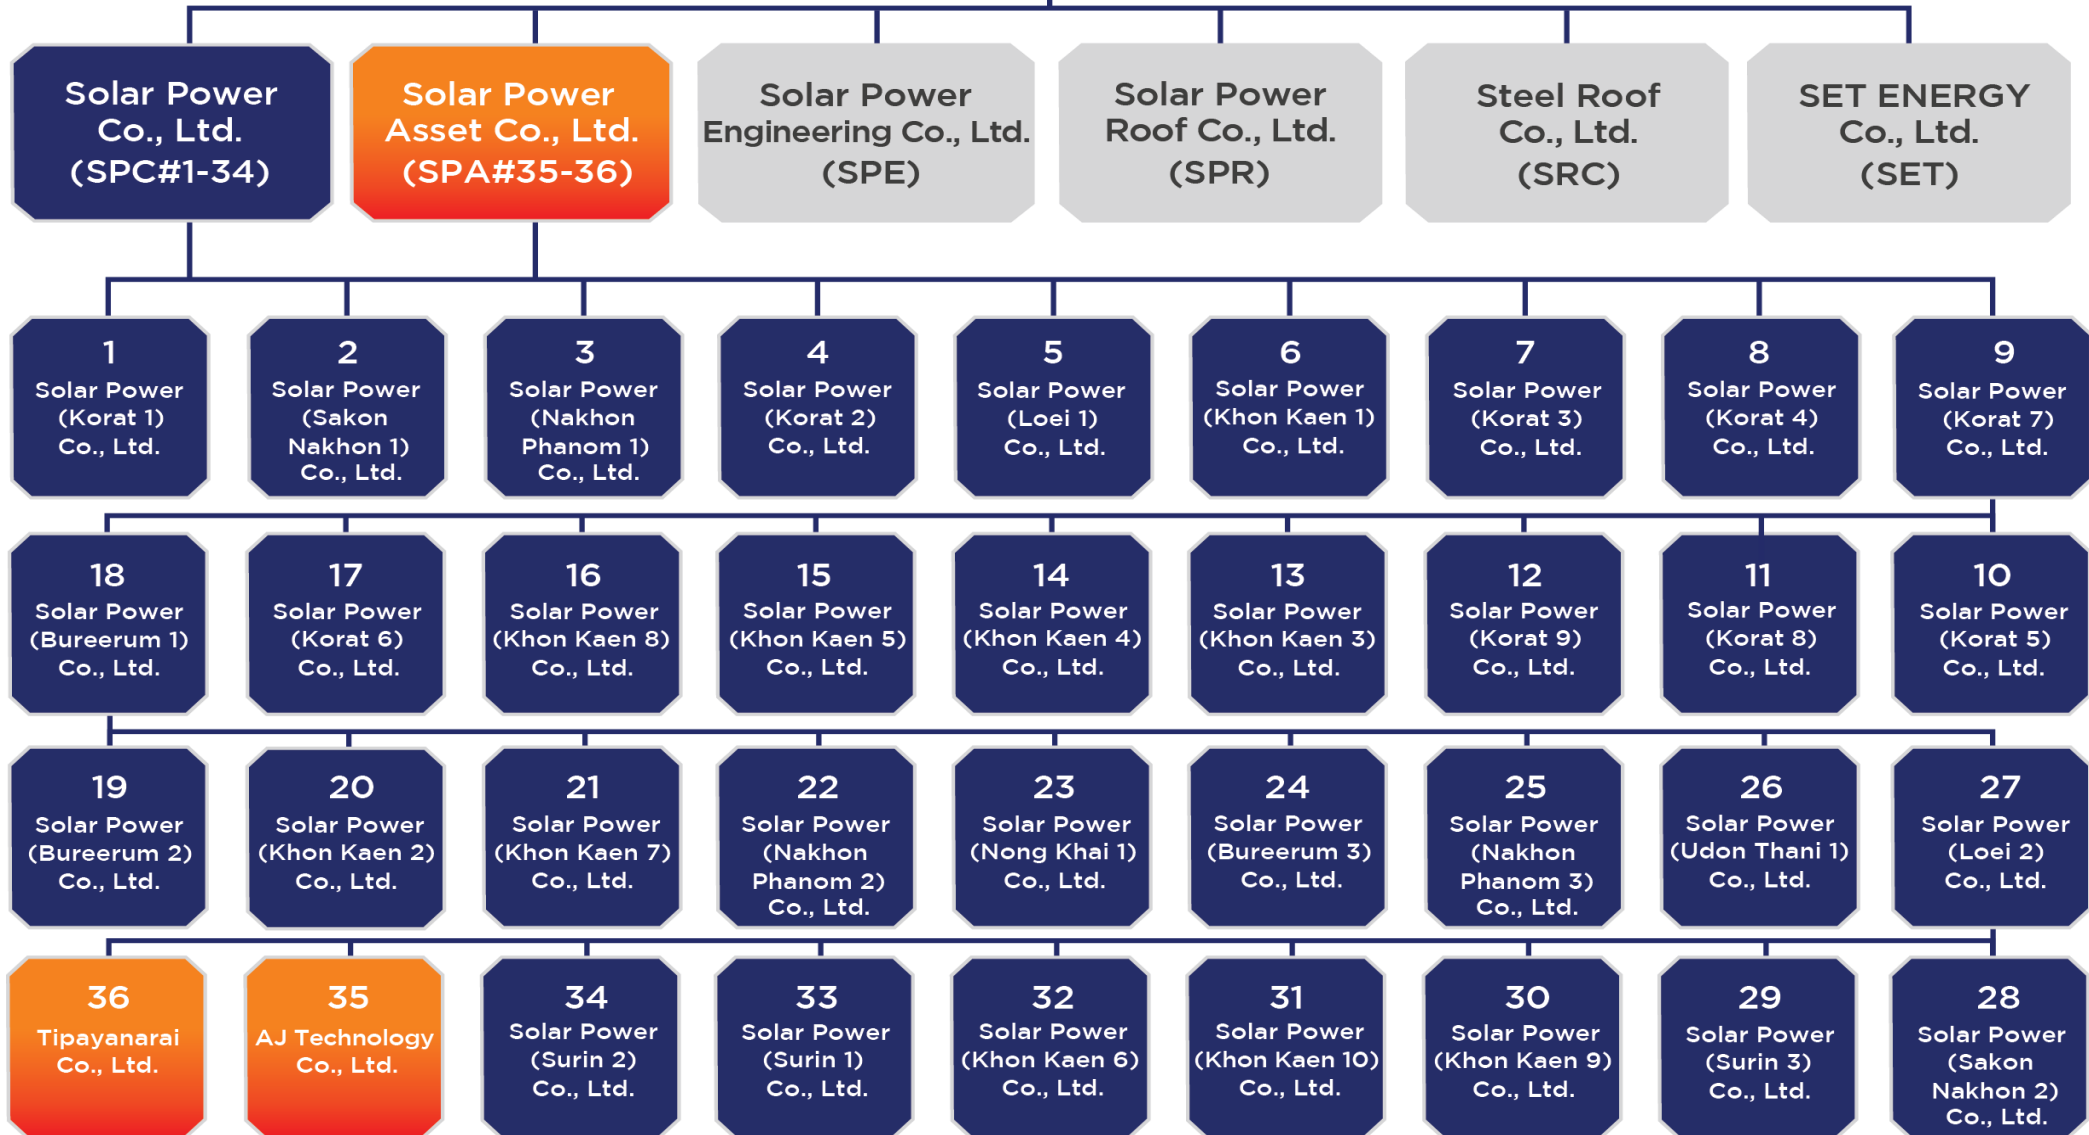 Solar Power
Co., Ltd.
(SPC#1-34)
Solar Power
Asset Co., Ltd.
(SPA#35-36)
Solar Power
Engineering Co., Ltd.
(SPE)
Solar Power
Roof Co., Ltd.
(SPR)
Steel Roof
Co., Ltd.
(SRC)
SET ENERGY
Co., Ltd.
(SET)
1
Solar Power
(Korat 1)
Co., Ltd.
2
Solar Power
(Sakon
Nakhon 1)
Co., Ltd.
3
Solar Power
(Nakhon
Phanom 1)
Co., Ltd.
4
Solar Power
(Korat 2)
Co., Ltd.
5
Solar Power
(Loei 1)
Co., Ltd.
6
Solar Power
(Khon Kaen 1)
Co., Ltd.
7
Solar Power
(Korat 3)
Co., Ltd.
8
Solar Power
(Korat 4)
Co., Ltd.
9
Solar Power
(Korat 7)
Co., Ltd.
18
Solar Power
(Bureerum 1)
Co., Ltd.
17
Solar Power
(Korat 6)
Co., Ltd.
16
Solar Power
(Khon Kaen 8)
Co., Ltd.
15
Solar Power
(Khon Kaen 5)
Co., Ltd.
14
Solar Power
(Khon Kaen 4)
Co., Ltd.
13
Solar Power
(Khon Kaen 3)
Co., Ltd.
12
Solar Power
(Korat 9)
Co., Ltd.
11
Solar Power
(Korat 8)
Co., Ltd.
10
Solar Power
(Korat 5)
Co., Ltd.
19
Solar Power
(Bureerum 2)
Co., Ltd.
20
Solar Power
(Khon Kaen 2)
Co., Ltd.
21
Solar Power
(Khon Kaen 7)
Co., Ltd.
22
Solar Power
(Nakhon
Phanom 2)
Co., Ltd.
23
Solar Power
(Nong Khai 1)
Co., Ltd.
24
Solar Power
(Bureerum 3)
Co., Ltd.
25
Solar Power
(Nakhon
Phanom 3)
Co., Ltd.
26
Solar Power
(Udon Thani 1)
Co., Ltd.
27
Solar Power
(Loei 2)
Co., Ltd.
36
Tipayanarai
Co., Ltd.
35
AJ Technology
Co., Ltd.
34
Solar Power
(Surin 2)
Co., Ltd.
33
Solar Power
(Surin 1)
Co., Ltd.
32
Solar Power
(Khon Kaen 6)
Co., Ltd.
31
Solar Power
(Khon Kaen 10)
Co., Ltd.
30
Solar Power
(Khon Kaen 9)
Co., Ltd.
29
Solar Power
(Surin 3)
Co., Ltd.
28
Solar Power
(Sakon
Nakhon 2)
Co., Ltd.